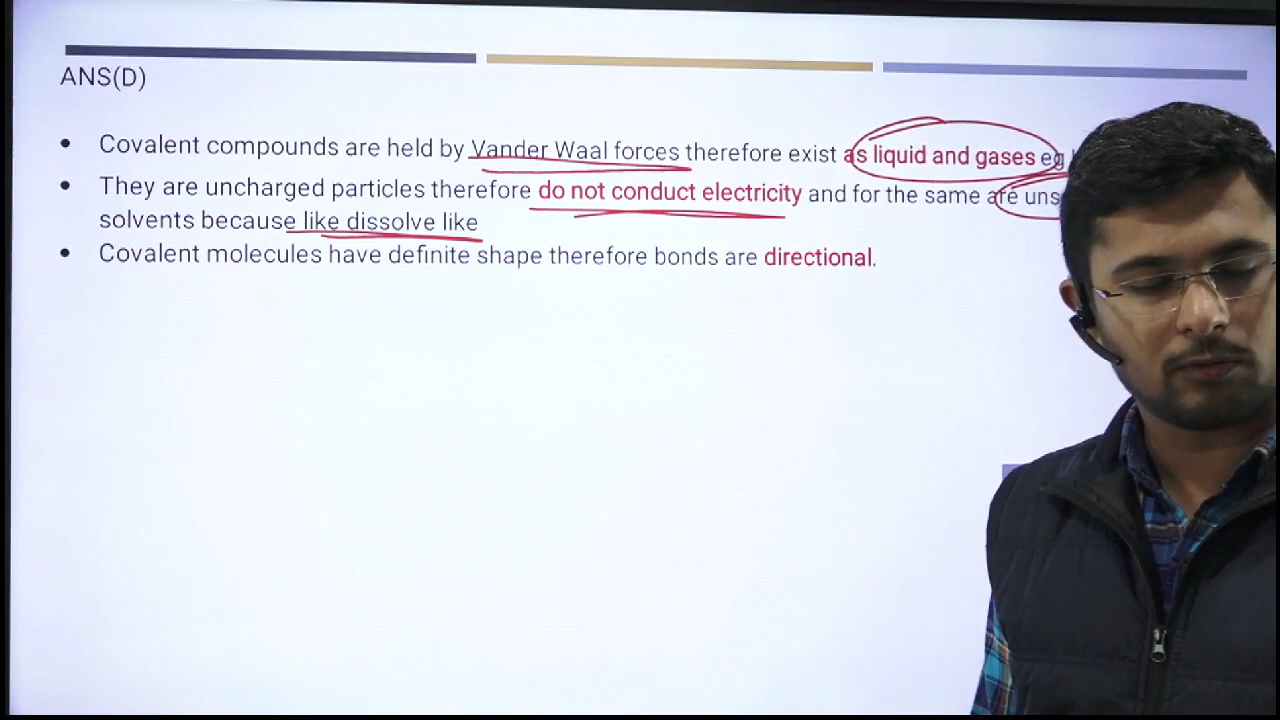 ANS(D)
• Covalent compounds are held by Vander Waal forces therefore exist as liquid and gases eg
• They are uncharged particles therefore do not conduct electricity and for the same are
solvents because like dissolve like
• Covalent molecules have definite shape therefore bonds are directional.